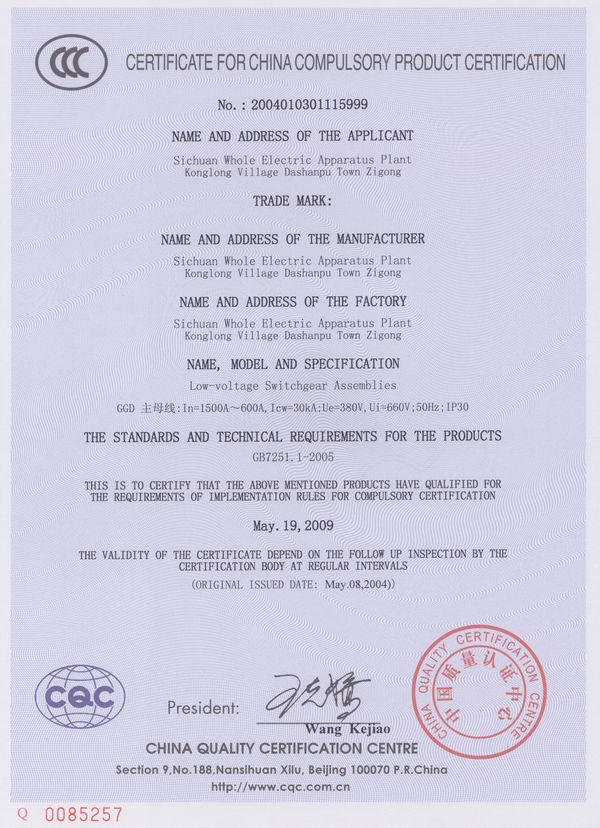 CCC CERTIFICATE FOR CHINA COMPULSORY PRODUCT CERTIFICATION
No. : 2004010301115999
NAME AND ADDRESS OF THE APPLICANT
Sichuan Whole Electric Apparatus Plant
Konglong Village Dashanpu Town Zigong
TRADE MARK:
NAME AND ADDRESS OF THE MANUFACTURER
Sichuan Whole Electric Apparatus Plant
Konglong Village Dashanpu Town Zigong
NAME AND ADDRESS OF THE FACTORY
Sichuan Whole Electric Apparatus Plant
Konglong Village Dashanpu Town Zigong
NAME, MODEL AND SPECIFICATION
Low-voltage Switchgear Assemblies
GGD 主母线:In=1500A～600A,Icw=30kA;Ue=380V,Ui=660V;50Hz;IP30
THE STANDARDS AND TECHNICAL REQUIREMENTS FOR THE PRODUCTS
GB7251.1-2005
THIS IS TO CERTIFY THAT THE ABOVE MENTIONED PRODUCTS HAVE QUALIFIED FOR
THE REQUIREMENTS OF IMPLEMENTATION RULES FOR COMPULSORY CERTIFICATION
May. 19, 2009
THE VALIDITY OF THE CERTIFICATE DEPEND ON THE FOLLOW UP INSPECTION BY THE
CERTIFICATION BODY AT REGULAR INTERVALS
(ORIGINAL ISSUED DATE: May.08,2004))
CHINA QUALITY CERTIFICATION CENTRE
中国质量认证中心
CQC
President: 王克娇
Wang Kejiao
CHINA QUALITY CERTIFICATION CENTRE
Section 9,No.188,Nansihuan Xilu, Beijing 100070 P.R.China
http://www.cqc.com.cn
Q 0085257